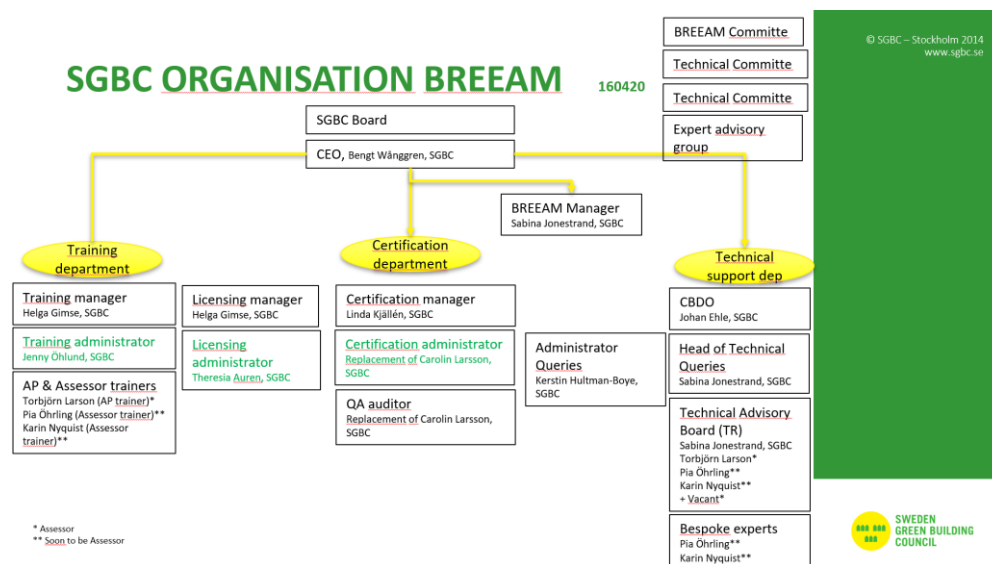 BREEAM Committe
© SGBC – Stockholm 2014
www.sgbc.se
Technical Committe
SGBC ORGANISATION BREEAM
160420
Technical Committe
SGBC Board
Expert advisory
group
CEO, Bengt Wånggren, SGBC
BREEAM Manager
Sabina Jonestrand, SGBC
Training
department
Certification
department
Technical
support dep
Training manager
Helga Gimse, SGBC
Training administrator
Jenny Öhlund, SGBC
AP & Assessor trainers
Torbjörn Larson (AP trainer)*
Pia Öhrling (Assessor trainer)**
Karin Nyquist (Assessor
trainer)**
Licensing manager
Helga Gimse, SGBC
Licensing
administrator
Theresia Auren, SGBC
Certification manager
Linda Kjällén, SGBC
Certification administrator
Replacement of Carolin Larsson,
SGBC
QA auditor
Replacement of Carolin Larsson,
SGBC
Administrator
Queries
Kerstin Hultman-Boye,
SGBC
CBDO
Johan Ehle, SGBC
Head of Technical
Queries
Sabina Jonestrand, SGBC
Technical Advisory
Board (TR)
Sabina Jonestrand, SGBC
Torbjörn Larson*
Pia Öhrling**
Karin Nyquist**
+ Vacant*
Bespoke experts
Pia Öhrling**
Karin Nyquist**
* Assessor
** Soon to be Assessor
SWEDEN
GREEN BUILDING
COUNCIL